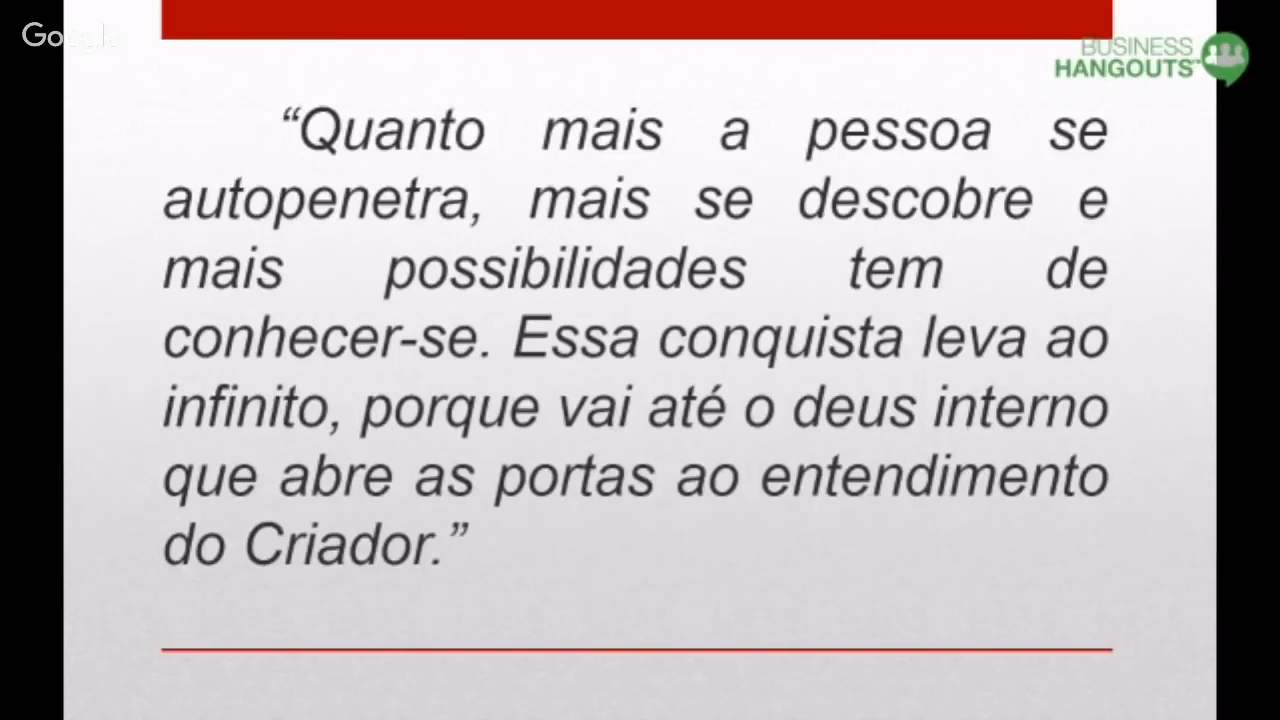 Google
BUSINESS
HANGOUTS
“Quanto mais a pessoa se
autopenetra, mais se descobre e
mais possibilidades tem de
conhecer-se. Essa conquista leva ao
infinito, porque vai até o deus interno
que abre as portas ao entendimento
do Criador.”